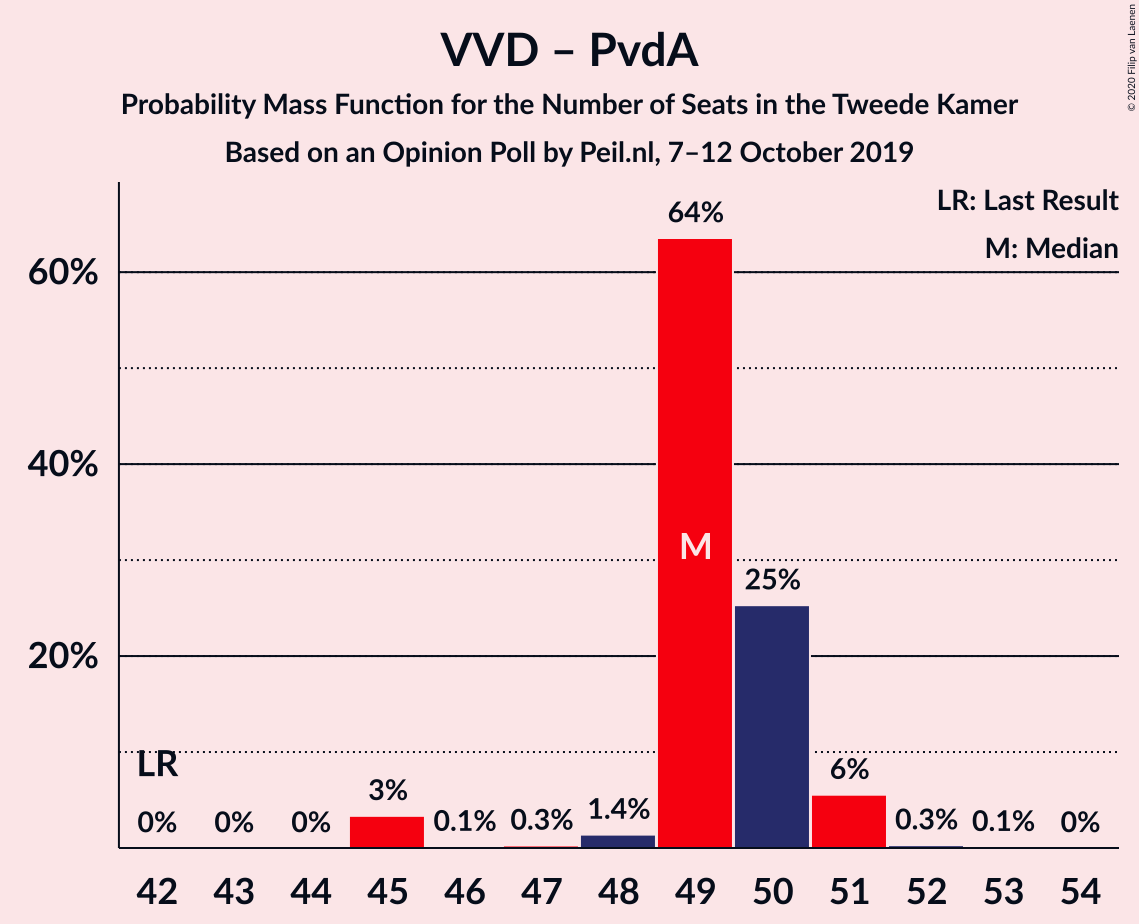 VVD – PvdA
Probability Mass Function for the Number of Seats in the Tweede Kamer
Based on an Opinion Poll by Peil.nl, 7–12 October 2019
© 2020 Filip van Laenen
LR: Last Result
M: Median
60%
40%
20%
LR
0% 0% 0% 3% 0.1% 0.3% 1.4% 64% 25% 6% 0.3% 0.1% 0%
M
42 43 44 45 46 47 48 49 50 51 52 53 54